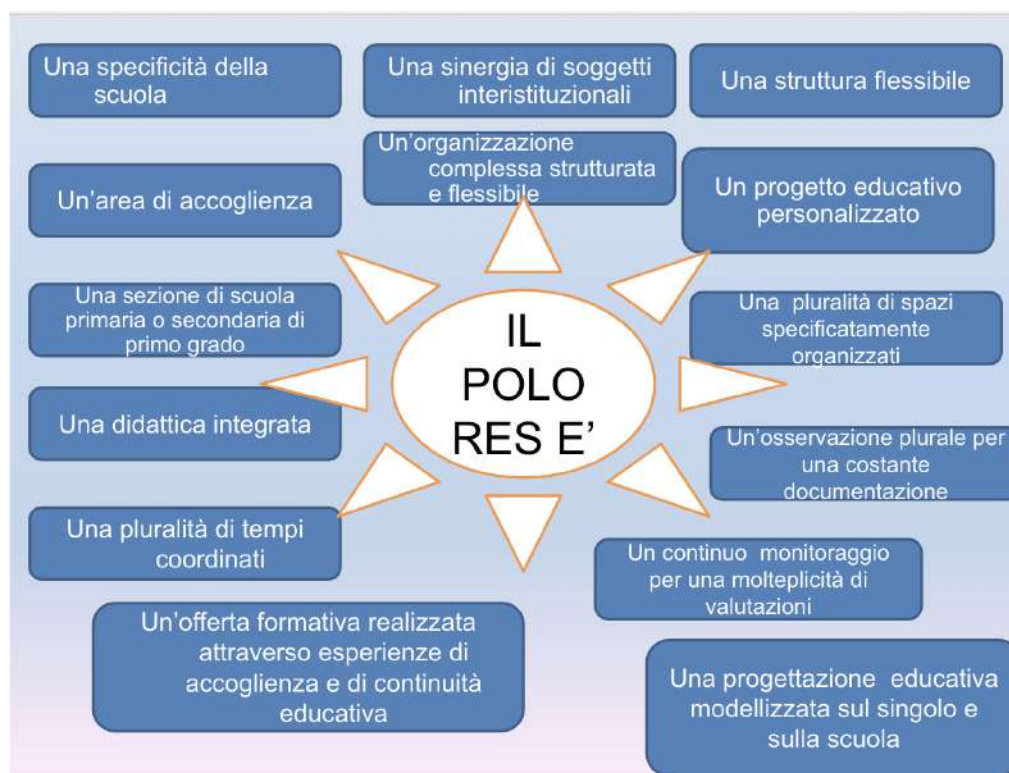 Una specificità della
scuola
Una sinergia di soggetti
interistituzionali
Una struttura flessibile
Un'organizzazione
complessa strutturata
e flessibile
Un'area di accoglienza
Un progetto educativo
personalizzato
Una sezione di scuola
primaria o secondaria di
primo grado
Una pluralità di spazi
specificatamente
organizzati
IL
POLO
RES E'
Una didattica integrata
Un'osservazione plurale per
una costante
documentazione
Una pluralità di tempi
coordinati
Un continuo monitoraggio
per una molteplicità di
valutazioni
Un'offerta formativa realizzata
attraverso esperienze di
accoglienza e di continuità
educativa
Una progettazione educativa
modellizzata sul singolo e
sulla scuola